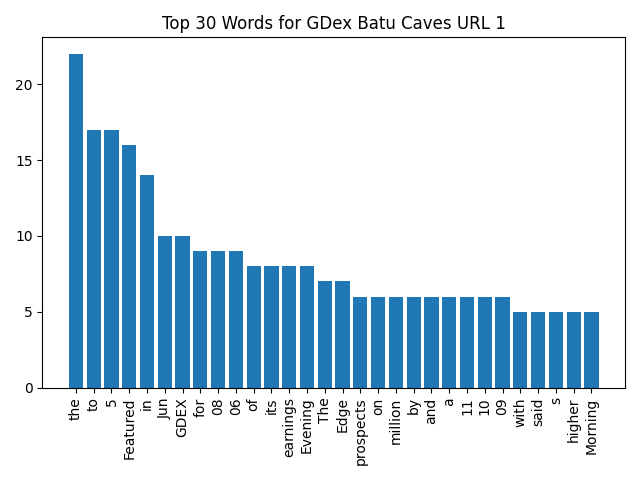 Top 30 Words for GDex Batu Caves URL 1
20
15
10
5
0
the
to
5
Featured
in
Jun
GDEX
for
08
06
of
its
earnings
Evening
The
Edge
prospects
on
million
by
and
a
11
10
09
with
said
s
higher
Morning